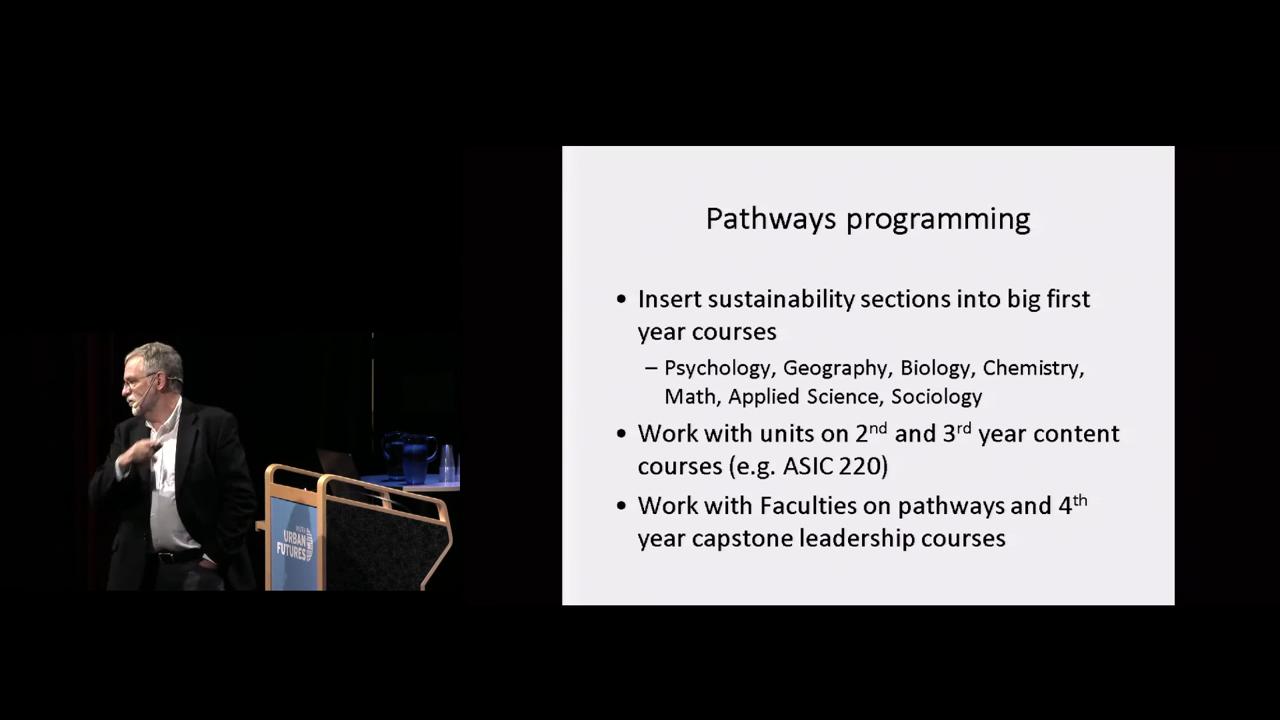 Pathways programming
• Insert sustainability sections into big first
year courses
– Psychology, Geography, Biology, Chemistry,
Math, Applied Science, Sociology
• Work with units on 2nd and 3rd year content
courses (e.g. ASIC 220)
• Work with Faculties on pathways and 4th
year capstone leadership courses
URBAN
FUTURES